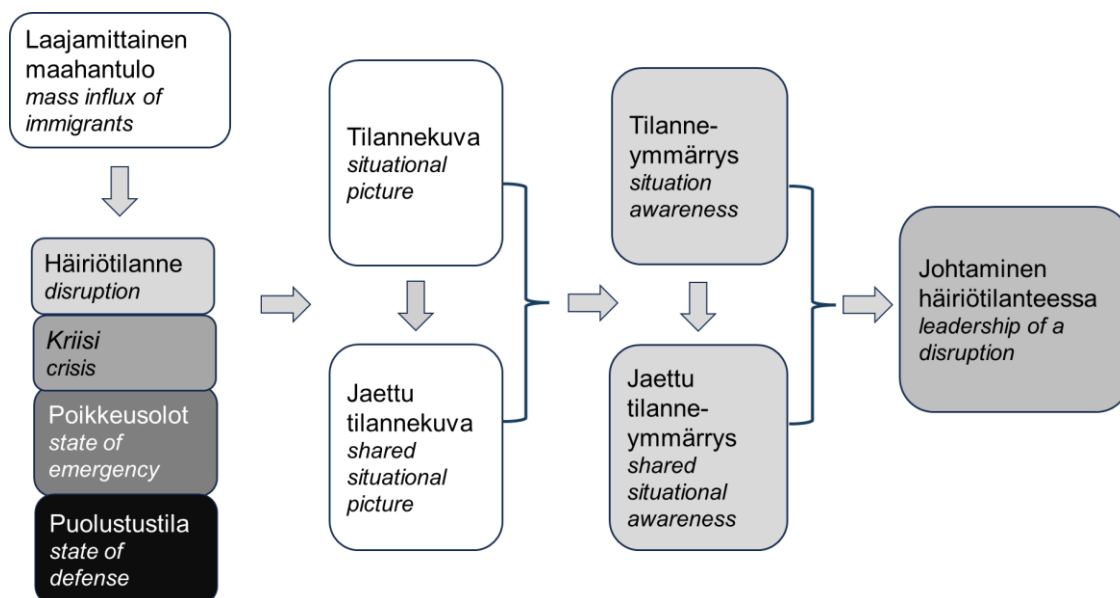 Laajamittainen
maahantulo
mass influx of
immigrants
Häiriötilanne
disruption
Kriisi
crisis
Poikkeusolot
state of
emergency
Puolustustila
state of
defense
Tilannekuva
situational
picture
Jaettu
tilannekuva
shared
situational
picture
Tilanne-
ymmärrys
situation
awareness
Jaettu
tilanne-
ymmärrys
shared
situational
awareness
Johtaminen
häiriötilanteessa
leadership of a
disruption